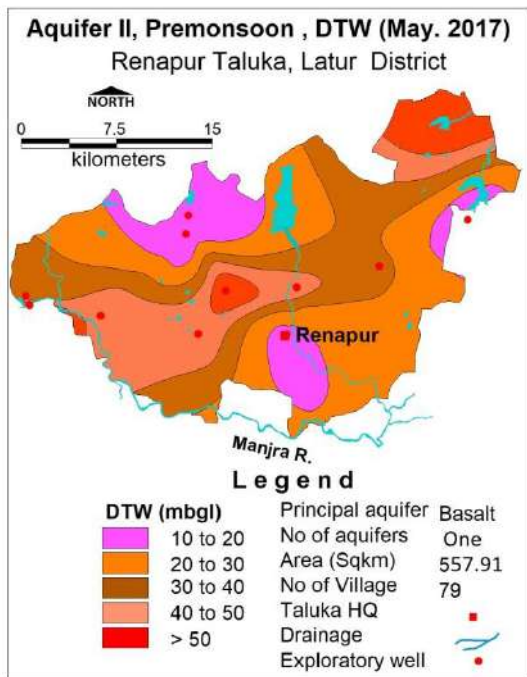 Aquifer II, Premonsoon , DTW (May. 2017)
Renapur Taluka, Latur District
NORTH
0 7.5 15
kilometers
Renapur
Manjra R.
Legend
DTW (mbgl)
10 to 20
20 to 30
30 to 40
40 to 50
> 50
Principal aquifer Basalt
No of aquifers One
Area (Sqkm) 557.91
No of Village 79
Taluka HQ
Drainage
Exploratory well